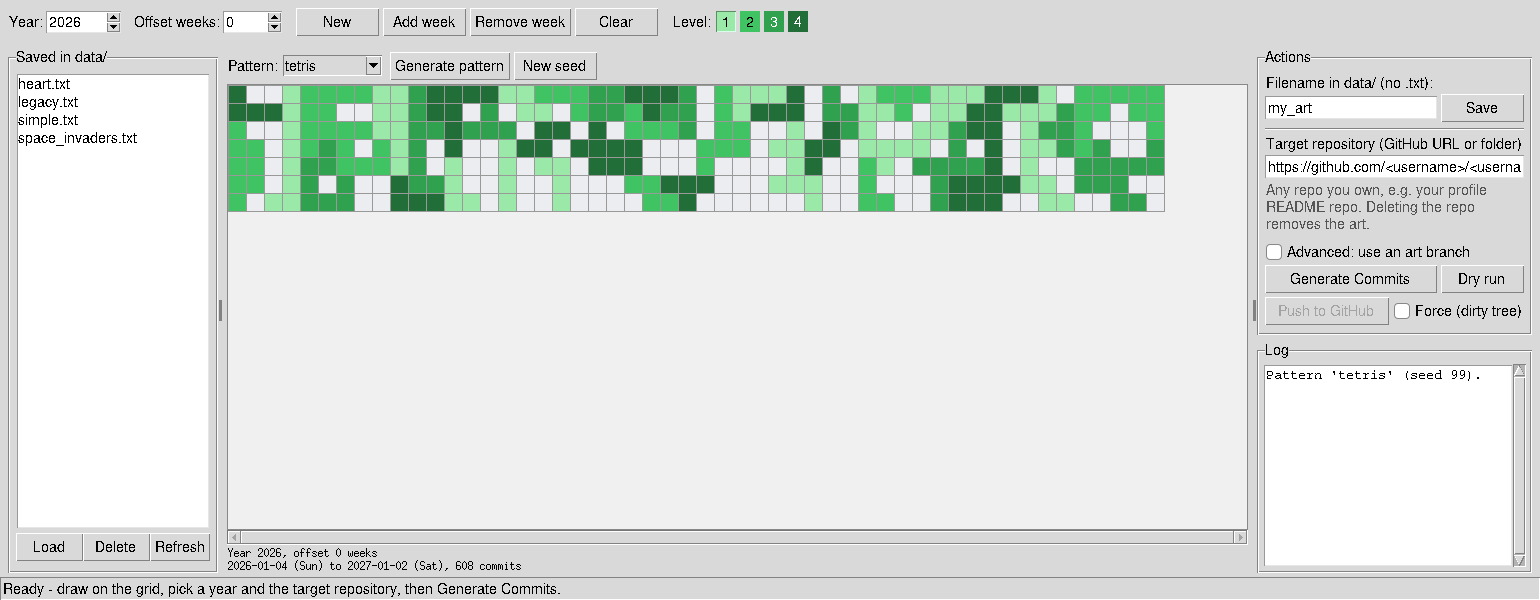 Year: 2026 Offset weeks: 0 New Add week Remove week Clear Level: 1 2 3 4
Saved in data/
heart.txt
legacy.txt
simple.txt
space_invaders.txt
Load Delete Refresh
Pattern: tetris Generate pattern New seed
Year 2026, offset 0 weeks
2026-01-04 (Sun) to 2027-01-02 (Sat), 608 commits
Actions
Filename in data/ (no .txt):
my_art Save
Target repository (GitHub URL or folder)
https://github.com/<username>/<userna
Any repo you own, e.g. your profile
README repo. Deleting the repo
removes the art.
Advanced: use an art branch
Generate Commits Dry run
Push to GitHub Force (dirty tree)
Log
Pattern 'tetris' (seed 99).
Ready - draw on the grid, pick a year and the target repository, then Generate Commits.